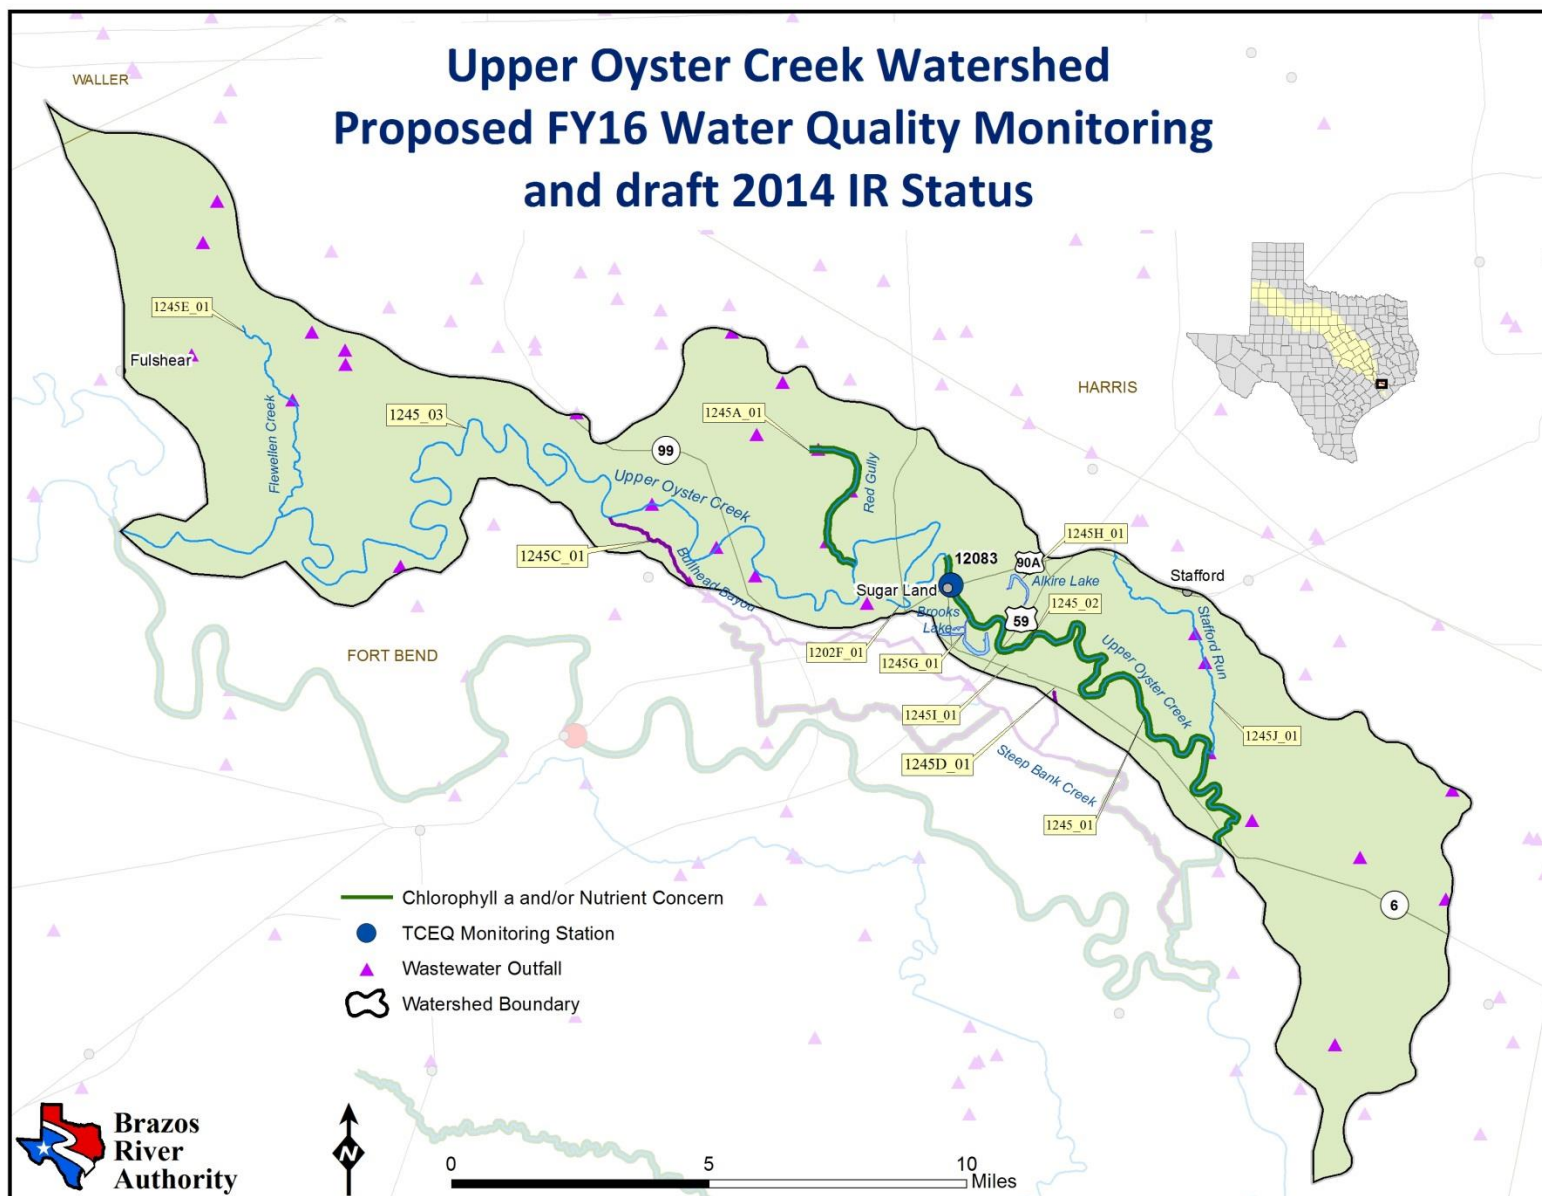 Upper Oyster Creek Watershed
Proposed FY16 Water Quality Monitoring
and draft 2014 IR Status
WALLER
1245E_01
Fulshear
Flewellen Creek
1245_03
99
1245A_01
HARRIS
Red Gully
Upper Oyster Creek
1245C_01
Bullhead Bayou
12083
90A
1245H_01
Alkire Lake
Stafford
Sugar Land
Brooks
Lake
59
1245_02
1202F_01
1245G_01
Upper Oyster Creek
Stafford Run
FORT BEND
1245I_01
1245J_01
1245D_01
Steep Bank Creek
1245_01
6
Chlorophyll a and/or Nutrient Concern
TCEQ Monitoring Station
Wastewater Outfall
Watershed Boundary
Brazos
River
Authority
N
0 5 10
Miles